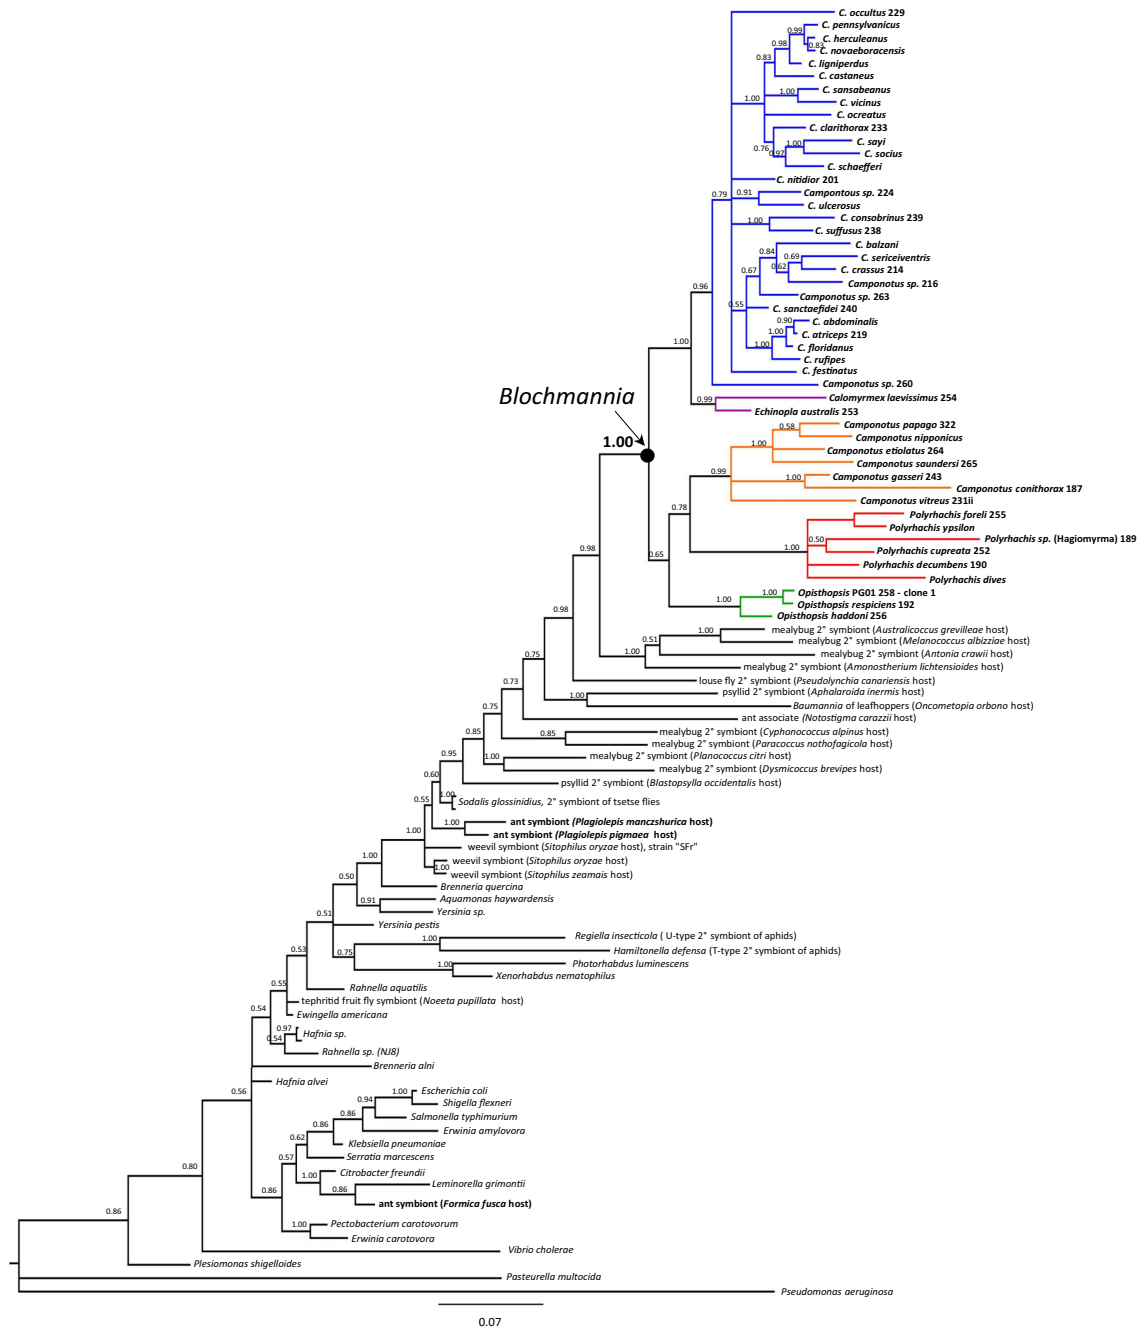 C. occultus 229
C. pennsylvanicus
0.99
C. herculeanus
0.83
0.98
C. novaeboracensis
0.83
C. ligniperdus
C. castaneus
1.00
C. sansabeanus
1.00
C. vicinus
C. ocreatus
C. clarithorax 233
1.00
C. sayi
0.76
0.97
C. socius
C. schaefferi
C. nitidior 201
0.79
0.91
Campontous sp. 224
C. ulcerosus
1.00
C. consobrinus 239
C. suffusus 238
C. balzani
0.84
0.69
C. sericeiventris
0.67
0.62
C. crassus 214
Camponotus sp. 216
0.96
Camponotus sp. 263
0.55
C. sanctaefidei 240
0.90
C. abdominalis
1.00
C. atriceps 219
1.00
C. floridanus
C. rufipes
1.00
C. festinatus
Camponotus sp. 260
Blochmannia
0.99
Calomyrmex laevissimus 254
Echinopla australis 253
1.00
0.58
Camponotus papago 322
1.00
Camponotus nipponicus
Camponotus etiolatus 264
Camponotus saundersi 265
0.99
1.00
Camponotus gasseri 243
Camponotus conithorax 187
Camponotus vitreus 231ii
0.78
Polyrhachis foreli 255
Polyrhachis ypsilon
0.50
Polyrhachis sp. (Hagiomyrma) 189
0.98
0.65
1.00
Polyrhachis cupreata 252
Polyrhachis decumbens 190
Polyrhachis dives
1.00
1.00
Opisthopsis PG01 258 - clone 1
Opisthopsis respiciens 192
0.98
Opisthopsis haddoni 256
1.00
mealybug 2° symbiont (Australicoccus grevilleae host)
0.51
mealybug 2° symbiont (Melanococcus albizziae host)
0.75
1.00
mealybug 2° symbiont (Antonia crawii host)
mealybug 2° symbiont (Amonostherium lichtensioides host)
0.73
louse fly 2° symbiont (Pseudolynchia canariensis host)
1.00
psyllid 2° symbiont (Aphalaroida inermis host)
Baumannia of leafhoppers (Oncometopia orbono host)
0.75
ant associate (Notostigma carazzii host)
0.85
0.85
mealybug 2° symbiont (Cyphonococcus alpinus host)
mealybug 2° symbiont (Paracoccus nothofagicola host)
0.95
1.00
mealybug 2° symbiont (Planococcus citri host)
mealybug 2° symbiont (Dysmicoccus brevipes host)
0.60
psyllid 2° symbiont (Blastopsylla occidentalis host)
0.55
1.00
Sodalis glossinidius, 2° symbiont of tsetse flies
1.00
ant symbiont (Plagiolepis manczshurica host)
1.00
ant symbiont (Plagiolepis pigmaea host)
weevil symbiont (Sitophilus oryzae host), strain "SFr"
1.00
weevil symbiont (Sitophilus oryzae host)
1.00
weevil symbiont (Sitophilus zeamais host)
0.50
Brenneria quercina
0.91
Aquamonas haywardensis
Yersinia sp.
0.51
Yersinia pestis
1.00
Regiella insecticola ( U-type 2° symbiont of aphids)
0.53
0.75
Hamiltonella defensa (T-type 2° symbiont of aphids)
1.00
Photorhabdus luminescens
Xenorhabdus nematophilus
0.55
Rahnella aquatilis
tephritid fruit fly symbiont (Noeeta pupillata host)
0.54
Ewingella americana
0.97
0.54
Hafnia sp.
Rahnella sp. (NJ8)
Brenneria alni
0.56
Hafnia alvei
1.00
Escherichia coli
0.94
Shigella flexneri
0.86
Salmonella typhimurium
0.86
Erwinia amylovora
0.62
Klebsiella pneumoniae
0.57
Serratia marcescens
0.80
1.00
Citrobacter freundii
0.86
0.86
Leminorella grimontii
ant symbiont (Formica fusca host)
0.86
1.00
Pectobacterium carotovorum
Erwinia carotovora
Vibrio cholerae
Plesiomonas shigelloides
Pasteurella multocida
Pseudomonas aeruginosa
0.07